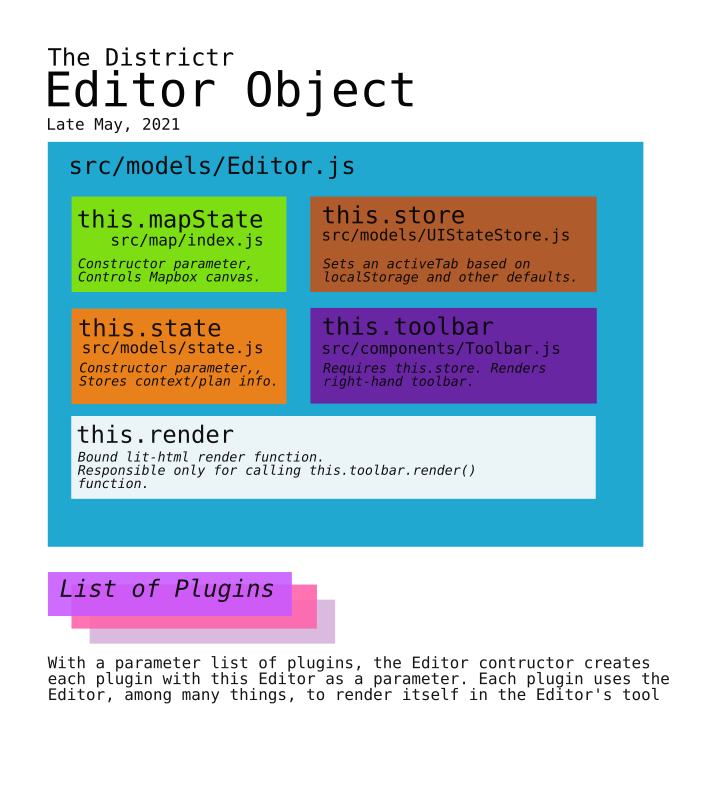 The Districtr
Editor Object
Late May, 2021
src/models/Editor.js
this.mapState
src/map/index.js
Constructor parameter,
Controls Mapbox canvas.
this.store
src/models/UIStateStore.js
Sets an activeTab based on
localStorage and other defaults.
this.state
src/models/state.js
Constructor parameter,,
Stores context/plan info.
this.toolbar
src/components/Toolbar.js
Requires this.store. Renders
right-hand toolbar.
this.render
Bound lit-html render function.
Responsible only for calling this.toolbar.render()
function.
List of Plugins
With a parameter list of plugins, the Editor contructor creates
each plugin with this Editor as a parameter. Each plugin uses the
Editor, among many things, to render itself in the Editor's tool